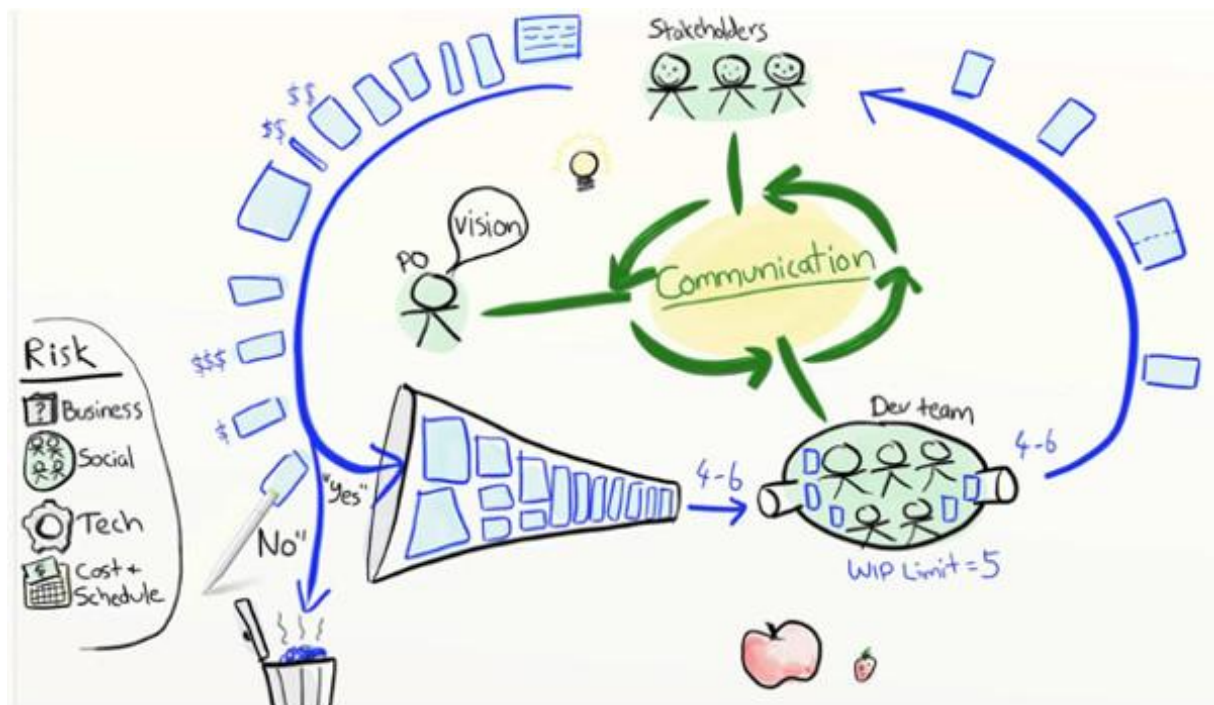 Stakeholders
$$
$$
vision
PO
Communication
Risk
? Business
Social
Tech
$ Cost +
Schedule
$$$
$
"yes"
No"
4-6
Dev team
4-6
WIP Limit = 5